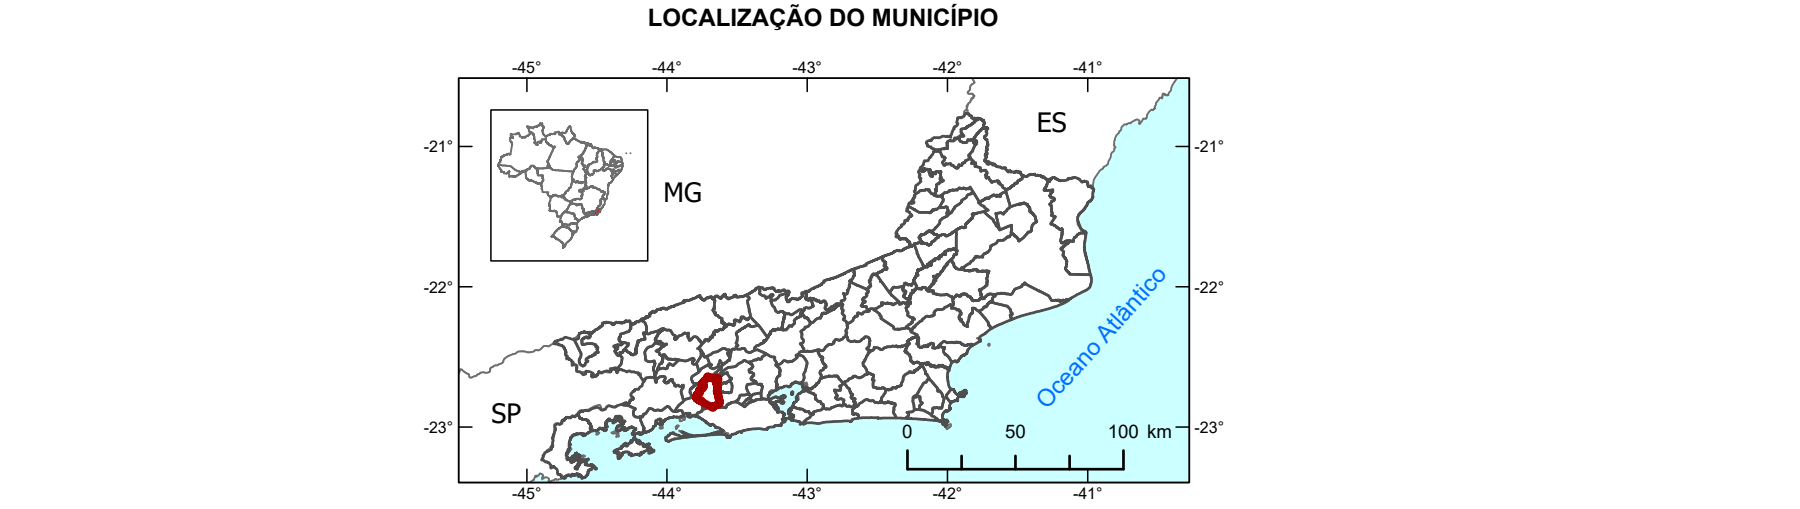 LOCALIZAÇÃO DO MUNICÍPIO
-45° -44° -43° -42° -41°
ES
-21° -21°
MG
-22° -22°
Oceano Atlântico
SP
-23° -23°
0 50 100 km
-45° -44° -43° -42° -41°